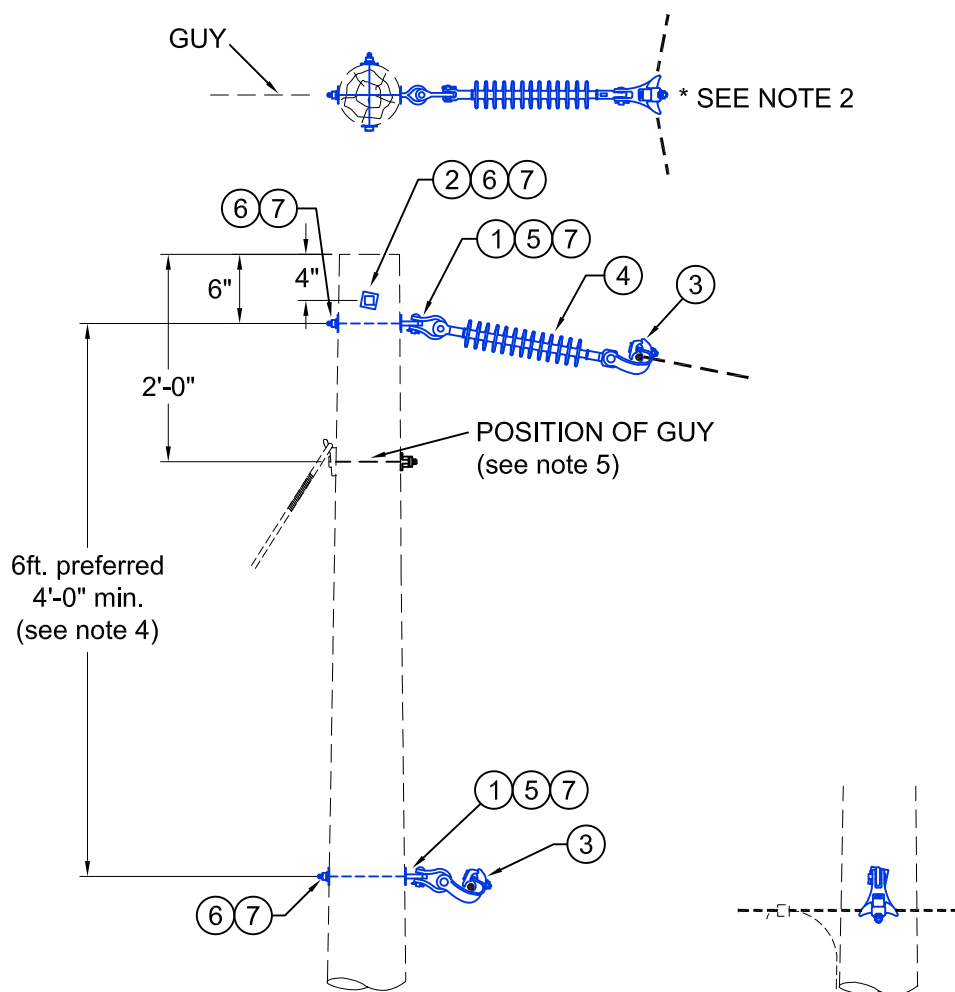 GUY
* SEE NOTE 2
2 6 7
6 7
1 5 7
4
3
6"
4"
2'-0"
POSITION OF GUY
(see note 5)
6ft. preferred
4'-0" min.
(see note 4)
1 5 7
3
6 7